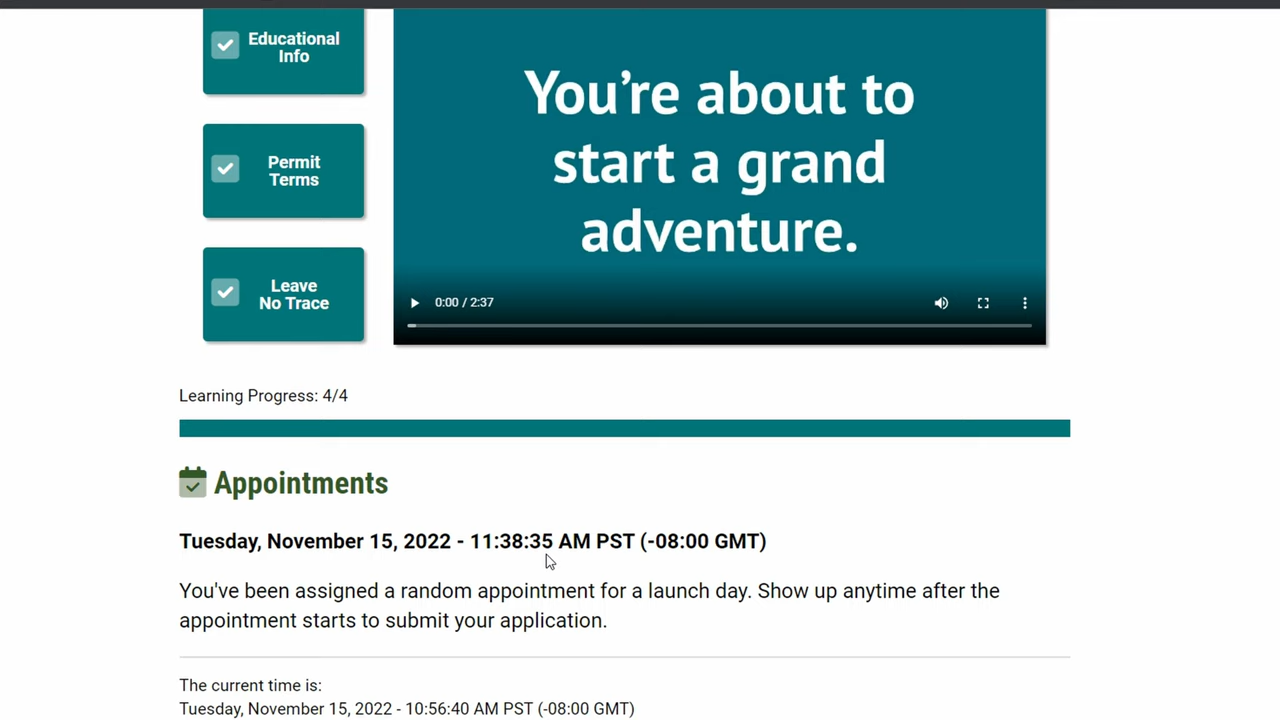 Educational
Info
Permit
Terms
Leave
No Trace
You’re about to
start a grand
adventure.
0:00 / 2:37
Learning Progress: 4/4
Appointments
Tuesday, November 15, 2022 - 11:38:35 AM PST (-08:00 GMT)
You've been assigned a random appointment for a launch day. Show up anytime after the
appointment starts to submit your application.
The current time is:
Tuesday, November 15, 2022 - 10:56:40 AM PST (-08:00 GMT)